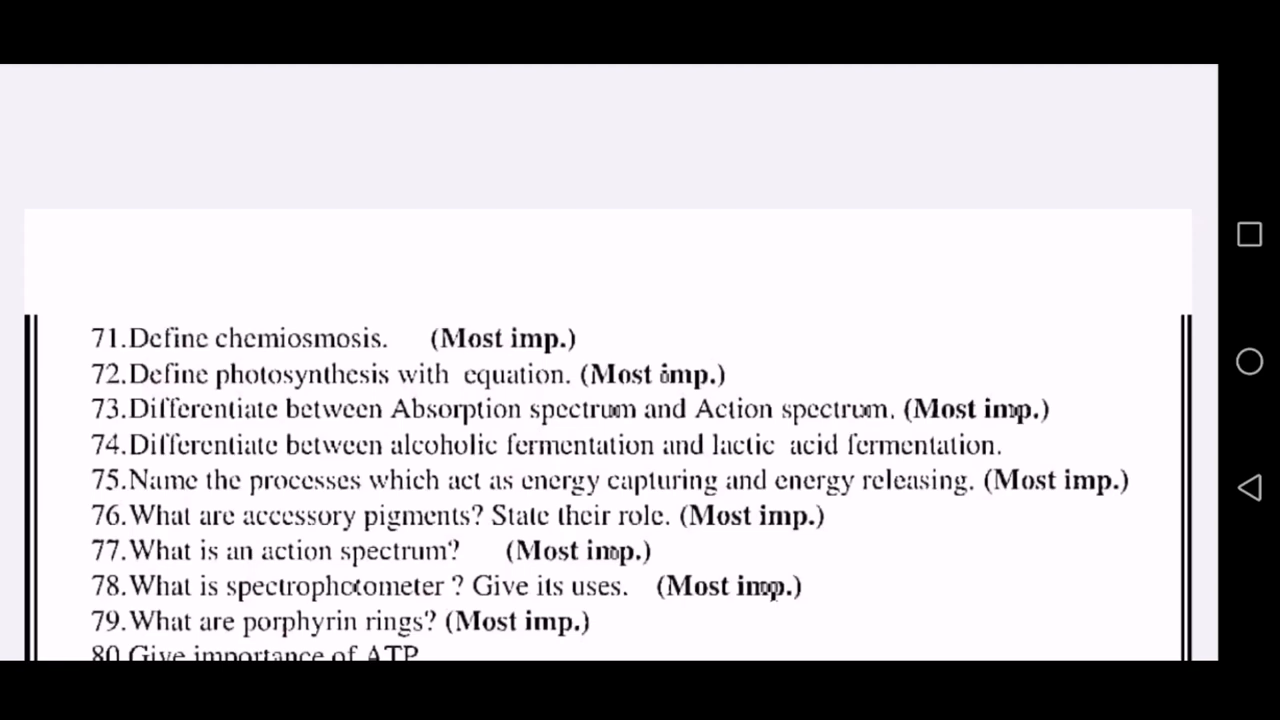 71.Define chemiosmosis. (Most imp.)
72.Define photosynthesis with equation. (Most imp.)
73.Differentiate between Absorption spectrum and Action spectrum. (Most imp.)
74.Differentiate between alcoholic fermentation and lactic acid fermentation.
75.Name the processes which act as energy capturing and energy releasing. (Most imp.)
76.What are accessory pigments? State their role. (Most imp.)
77.What is an action spectrum? (Most imp.)
78.What is spectrophotometer ? Give its uses. (Most imp.)
79.What are porphyrin rings? (Most imp.)
80.Give importance of ATP